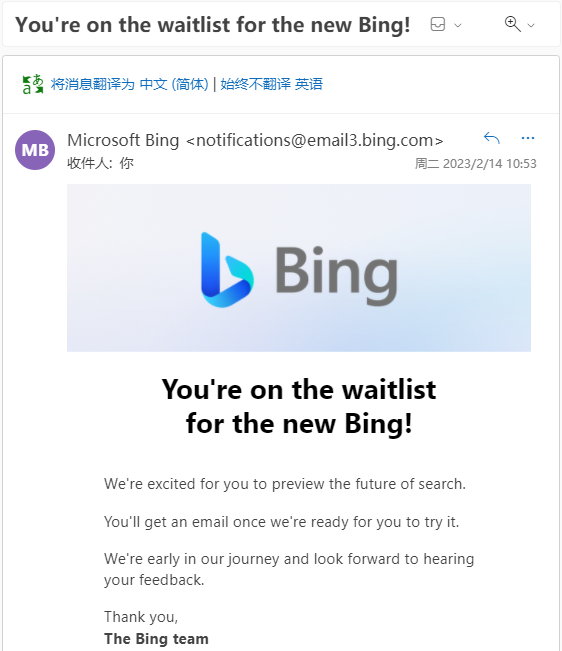 You're on the waitlist for the new Bing!
将消息翻译为 中文 (简体) | 始终不翻译 英语
MB
Microsoft Bing <notifications@email3.bing.com>
收件人: 你
周二 2023/2/14 10:53
Bing
You're on the waitlist
for the new Bing!
We're excited for you to preview the future of search.
You'll get an email once we're ready for you to try it.
We're early in our journey and look forward to hearing
your feedback.
Thank you,
The Bing team